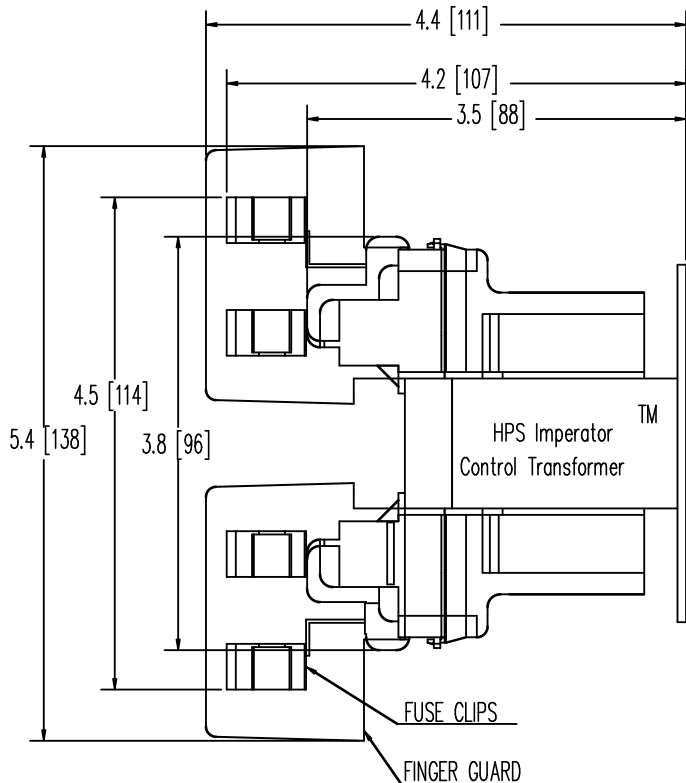 4.4 [111]
4.2 [107]
3.5 [88]
4.5 [114]
5.4 [138]
3.8 [96]
HPS Imperator TM
Control Transformer
FUSE CLIPS
FINGER GUARD